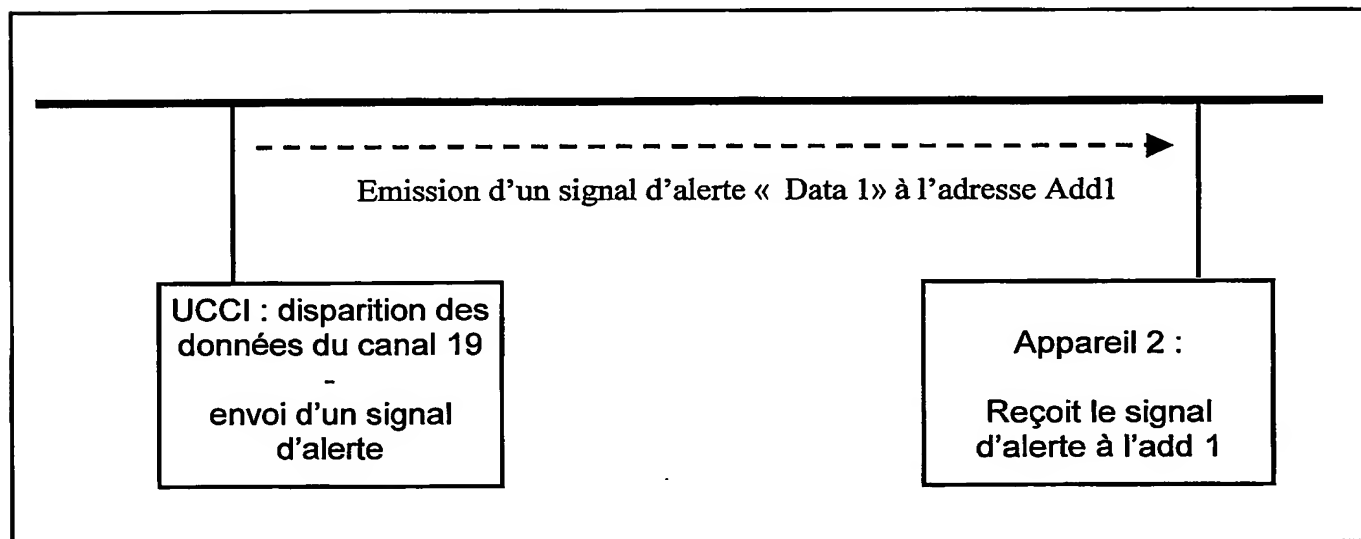 Emission d'un signal d'alerte « Data 1» à l'adresse Add1
UCCI : disparition des
données du canal 19
-
envoi d'un signal
d'alerte
Appareil 2 :
Reçoit le signal
d'alerte à l'add 1